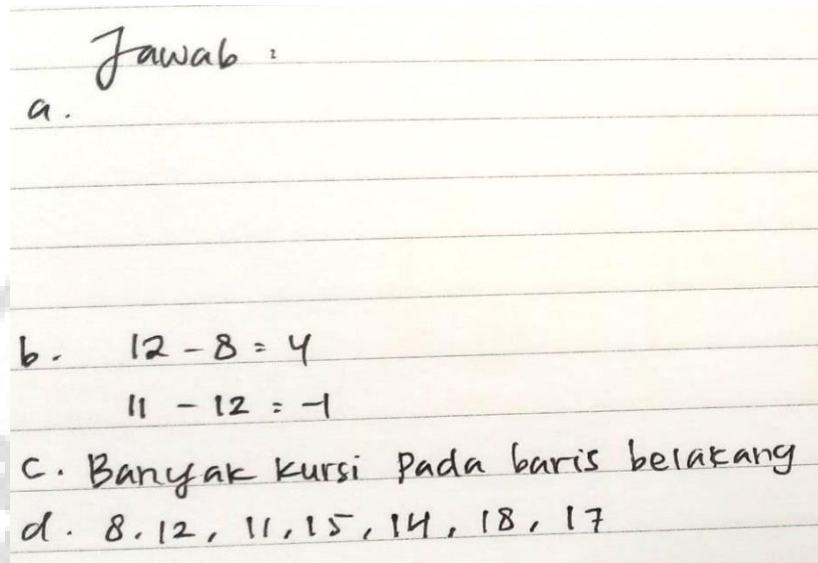 Jawab :
a.
b. 12 - 8 = 4
11 - 12 = -1
c. Banyak kursi pada baris belakang
d. 8. 12, 11, 15, 14, 18, 17